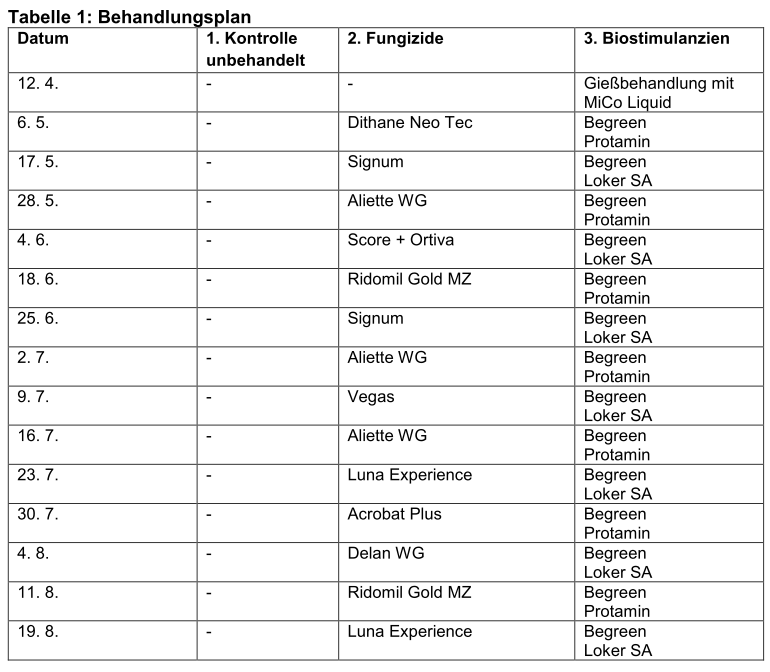 Tabelle 1: Behandlungsplan
Datum 1. Kontrolle 2. Fungizide 3. Biostimulanzien
unbehandelt
12. 4. - - Gießbehandlung mit
MiCo Liquid
6. 5. - Dithane Neo Tec Begreen
Protamin
17. 5. - Signum Begreen
Loker SA
28. 5. - Aliette WG Begreen
Protamin
4. 6. - Score + Ortiva Begreen
Loker SA
18. 6. - Ridomil Gold MZ Begreen
Protamin
25. 6. - Signum Begreen
Loker SA
2. 7. - Aliette WG Begreen
Protamin
9. 7. - Vegas Begreen
Loker SA
16. 7. - Aliette WG Begreen
Protamin
23. 7. - Luna Experience Begreen
Loker SA
30. 7. - Acrobat Plus Begreen
Protamin
4. 8. - Delan WG Begreen
Loker SA
11. 8. - Ridomil Gold MZ Begreen
Protamin
19. 8. - Luna Experience Begreen
Loker SA